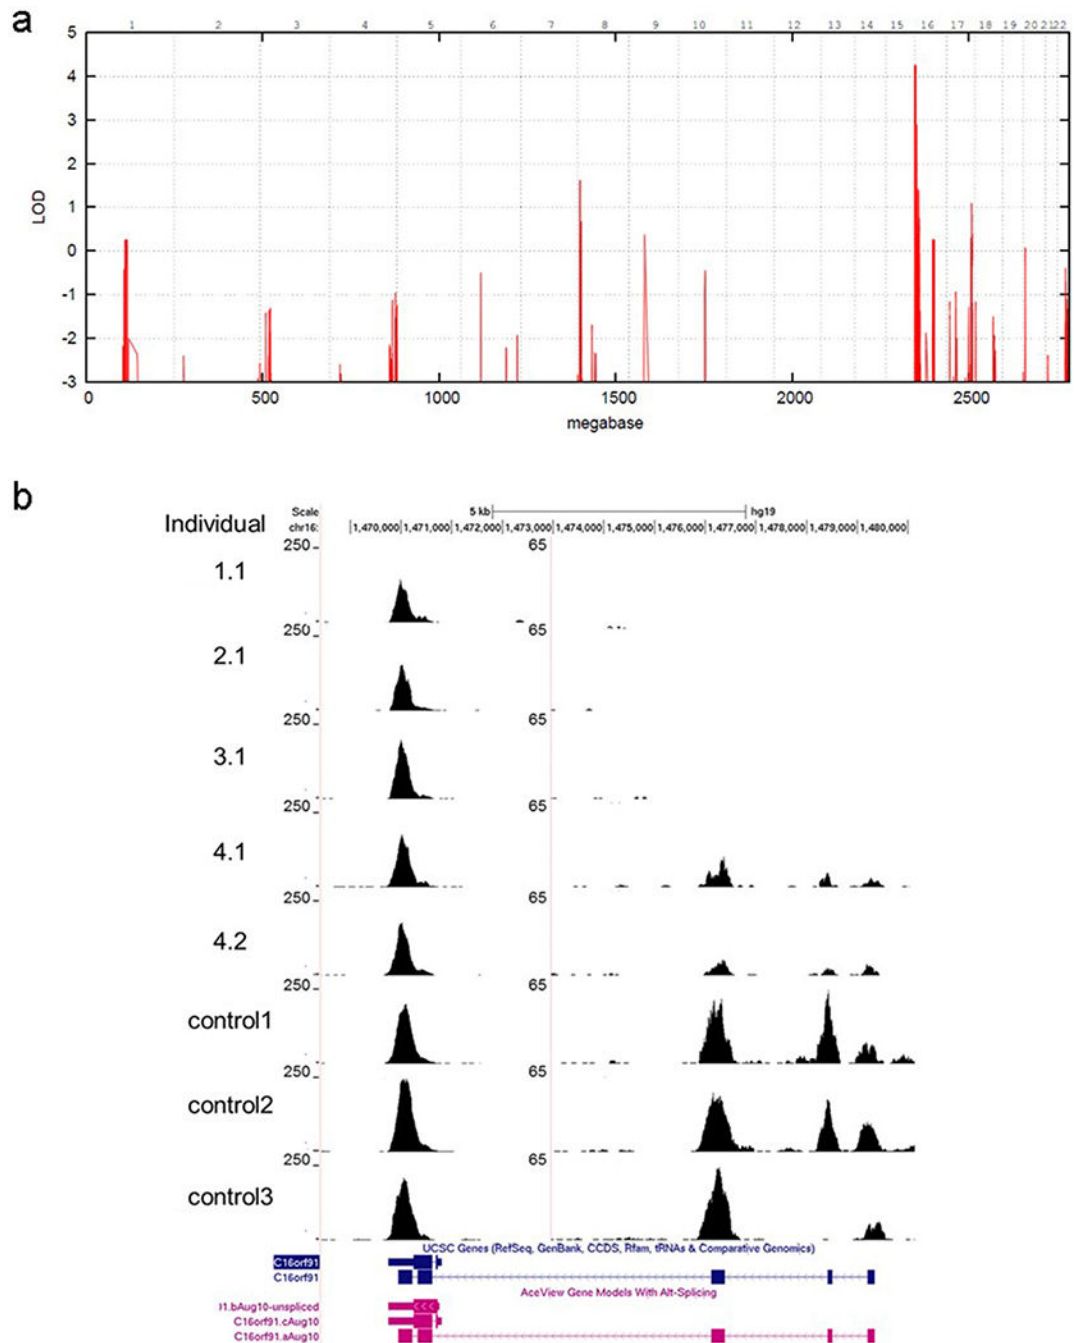 a
1 2 3 4 5 6 7 8 9 10 11 12 13 14 15 16 17 18 19 20 21 22
5
4
3
2
1
0
-1
-2
-3
LOD
0 500 1000 1500 2000 2500
megabase
b
Individual
Scale 5 kb hg19
chr16: 1,470,000 1,471,000 1,472,000 1,473,000 1,474,000 1,475,000 1,476,000 1,477,000 1,478,000 1,479,000 1,480,000
250 65
1.1
250 65
2.1
250 65
3.1
250 65
4.1
250 65
4.2
250 65
control1
250 65
control2
250 65
control3
UCSC Genes (RefSeq, GenBank, CCDS, Rfam, tRNAs & Comparative Genomics)
C16orf91
C16orf91
AceView Gene Models With Alt-Splicing
1.bAug10-unspliced
C16orf91.cAug10
C16orf91.aAug10